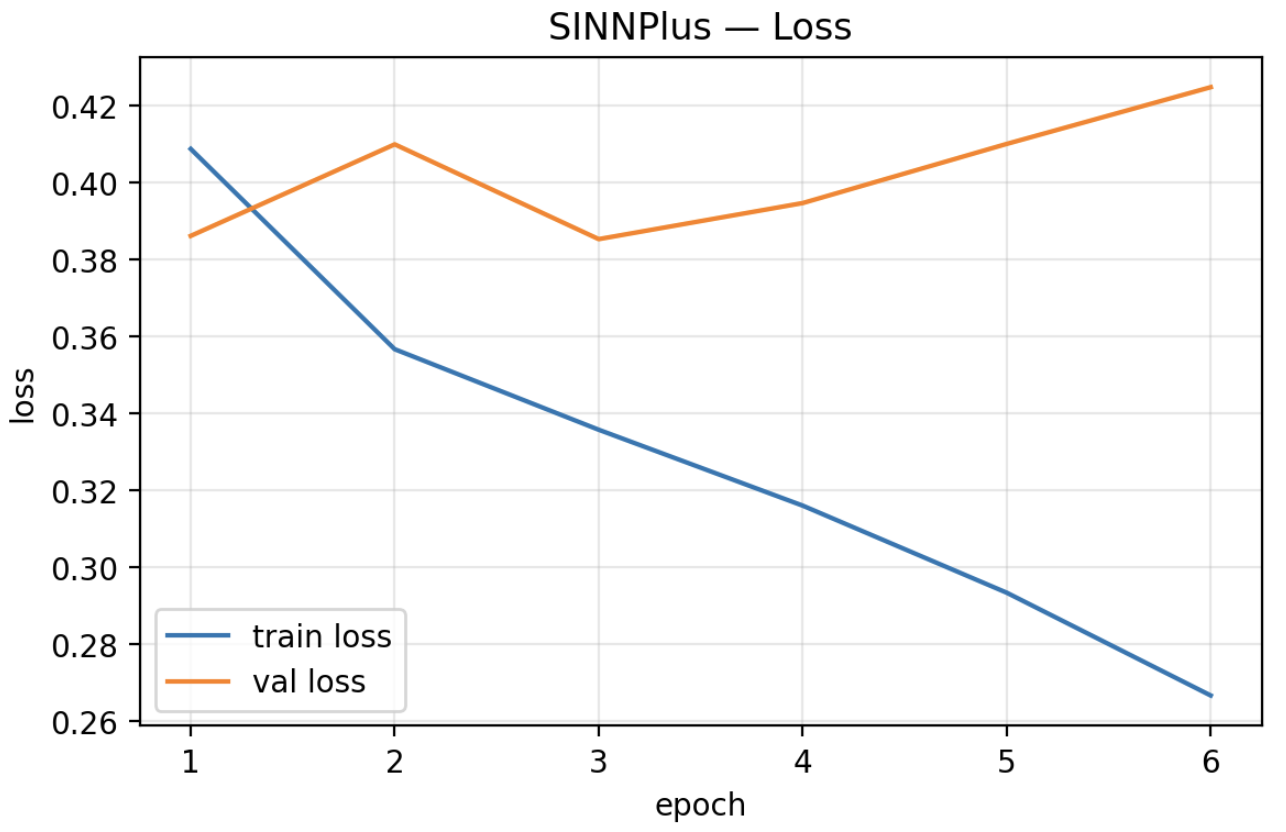 SINNPlus — Loss
loss
0.42
0.40
0.38
0.36
0.34
0.32
0.30
0.28
0.26
train loss
val loss
1 2 3 4 5 6
epoch